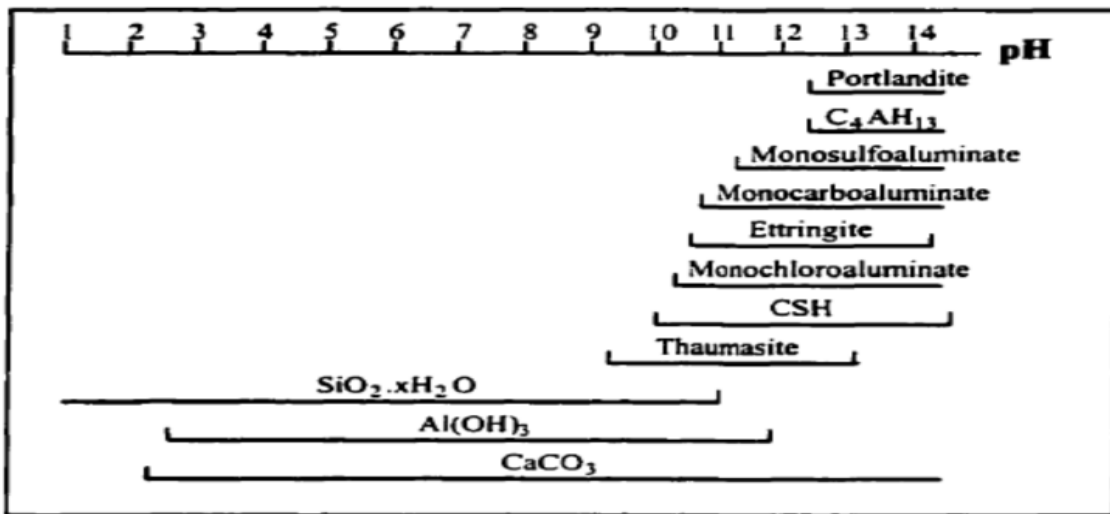 1 2 3 4 5 6 7 8 9 10 11 12 13 14
pH
Portlandite
C₄AH₁₃
Monosulfoaluminate
Monocarboaluminate
Ettringite
Monochloroaluminate
CSH
Thaumasite
SiO₂.xH₂O
Al(OH)₃
CaCO₃